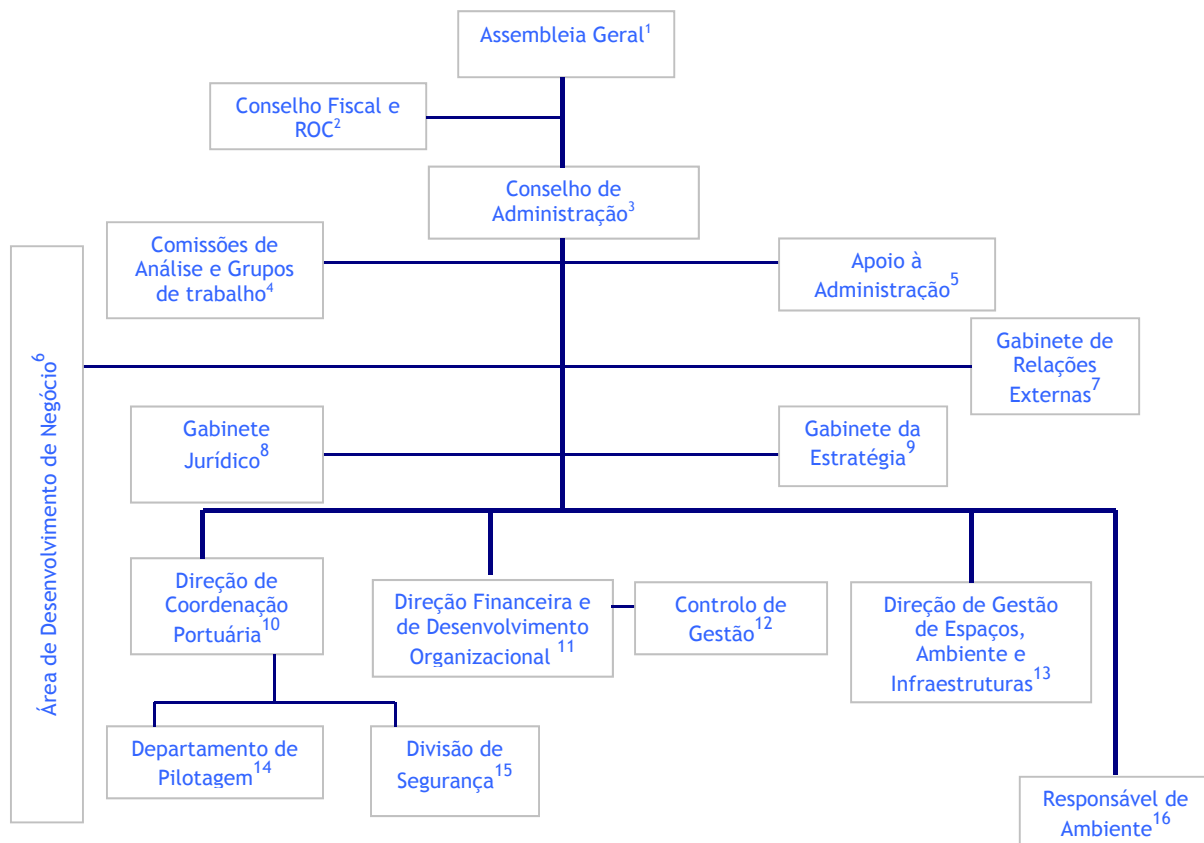 Assembleia Geral¹
Conselho Fiscal e
ROC²
Conselho de
Administração³
Comissões de
Análise e Grupos
de trabalho⁴
Apoio à
Administração⁵
Área de Desenvolvimento de Negócio⁶
Gabinete de
Relações
Externas⁷
Gabinete
Jurídico⁸
Gabinete da
Estratégia⁹
Direção de
Coordenação
Portuária¹⁰
Direção Financeira e
de Desenvolvimento
Organizacional ¹¹
Controlo de
Gestão¹²
Direção de Gestão
de Espaços,
Ambiente e
Infraestruturas¹³
Departamento de
Pilotagem¹⁴
Divisão de
Segurança¹⁵
Responsável de
Ambiente¹⁶